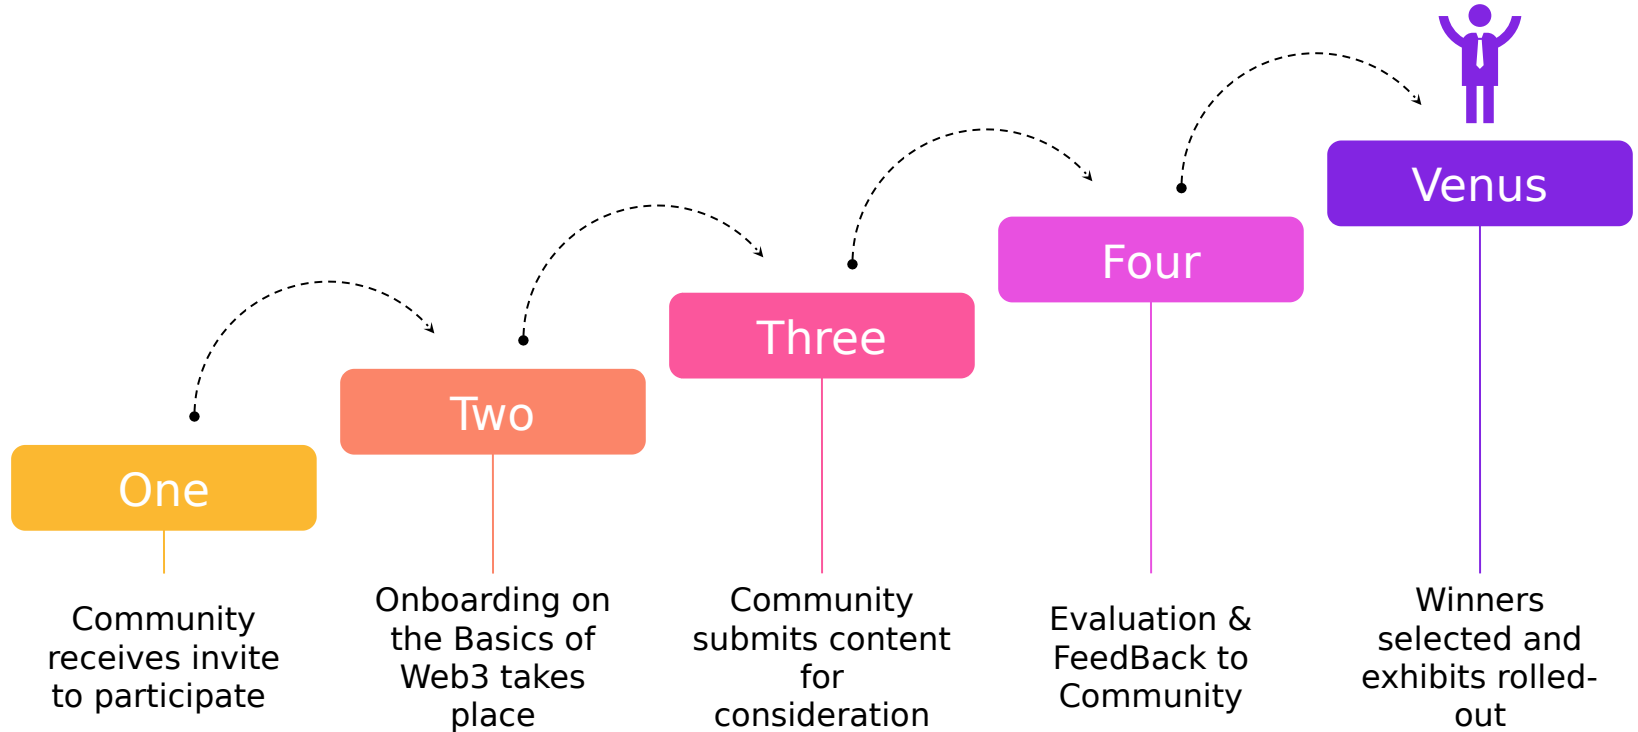 Venus
Four
Three
Two
One
Community
receives invite
to participate
Onboarding on
the Basics of
Web3 takes
place
Community
submits content
for
consideration
Evaluation &
FeedBack to
Community
Winners
selected and
exhibits rolled-
out